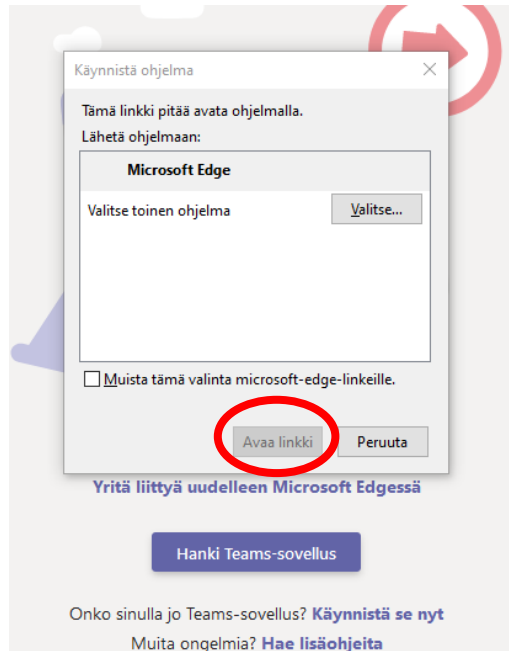 Käynnistä ohjelma
Tämä linkki pitää avata ohjelmalla.
Lähetä ohjelmaan:
Microsoft Edge
Valitse toinen ohjelma
Valitse...
Muista tämä valinta microsoft-edge-linkeille.
Avaa linkki
Peruuta
Yritä liittyä uudelleen Microsoft Edgessä
Hanki Teams-sovellus
Onko sinulla jo Teams-sovellus? Käynnistä se nyt
Muita ongelmia? Hae lisäohjeita